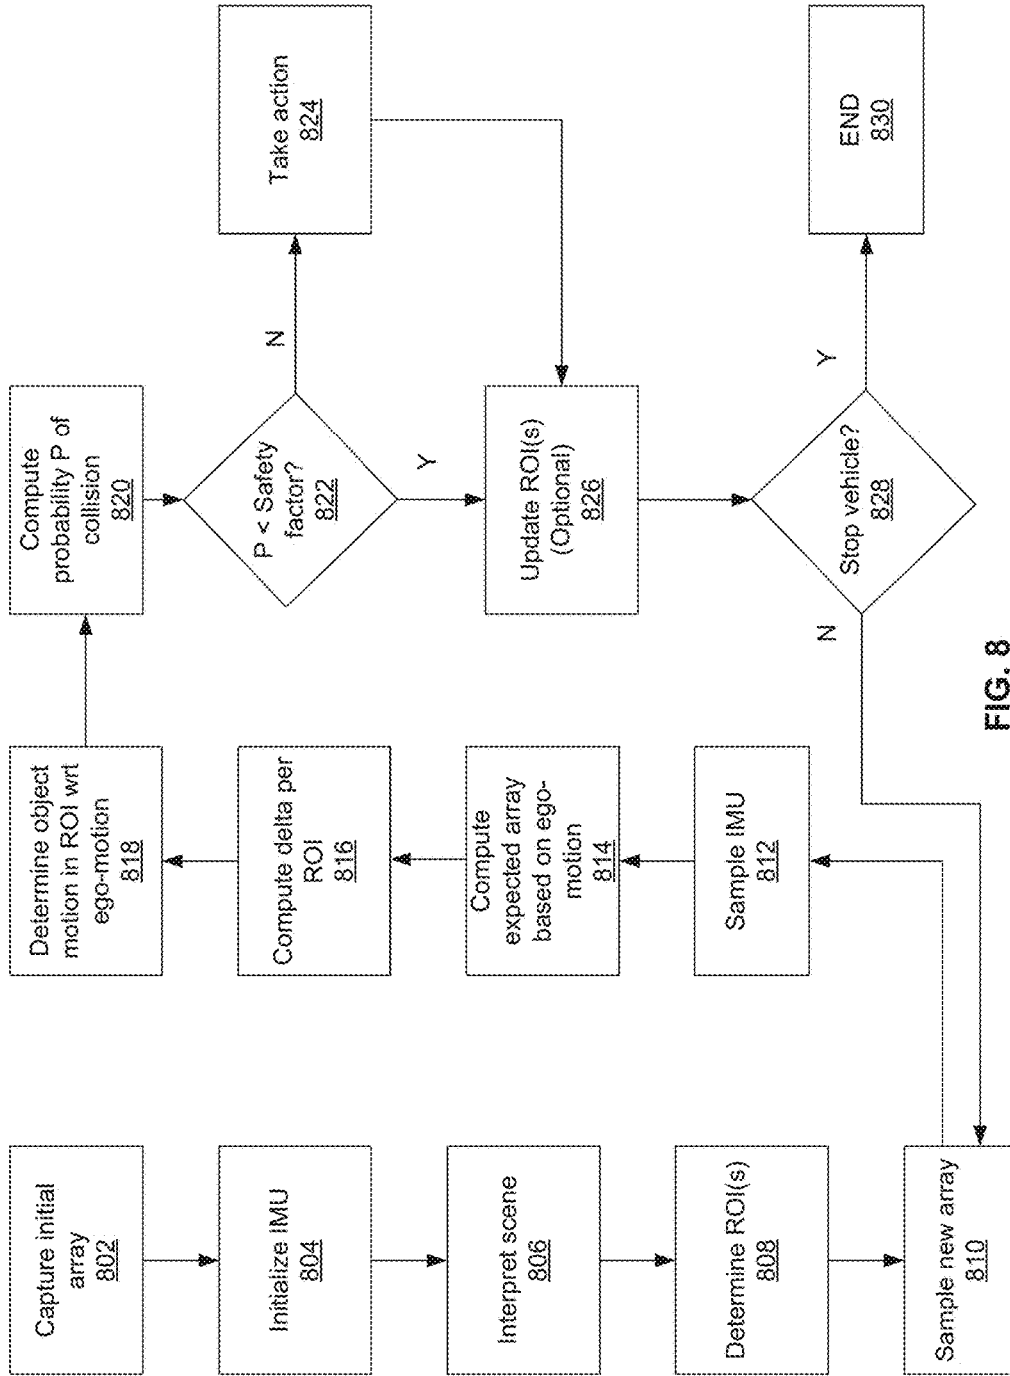 Capture initial
array
802
Initialize IMU
804
Interpret scene
806
Determine ROI(s)
808
Sample new array
810
Sample IMU
812
Compute
expected array
based on ego-
motion
814
Compute delta per
ROI
816
Determine object
motion in ROI wrt
ego-motion
818
Compute
probability P of
collision
820
P < Safety
factor?
822
N
Y
Take action
824
Update ROI(s)
(Optional)
826
Stop vehicle?
828
N
Y
END
830
FIG. 8